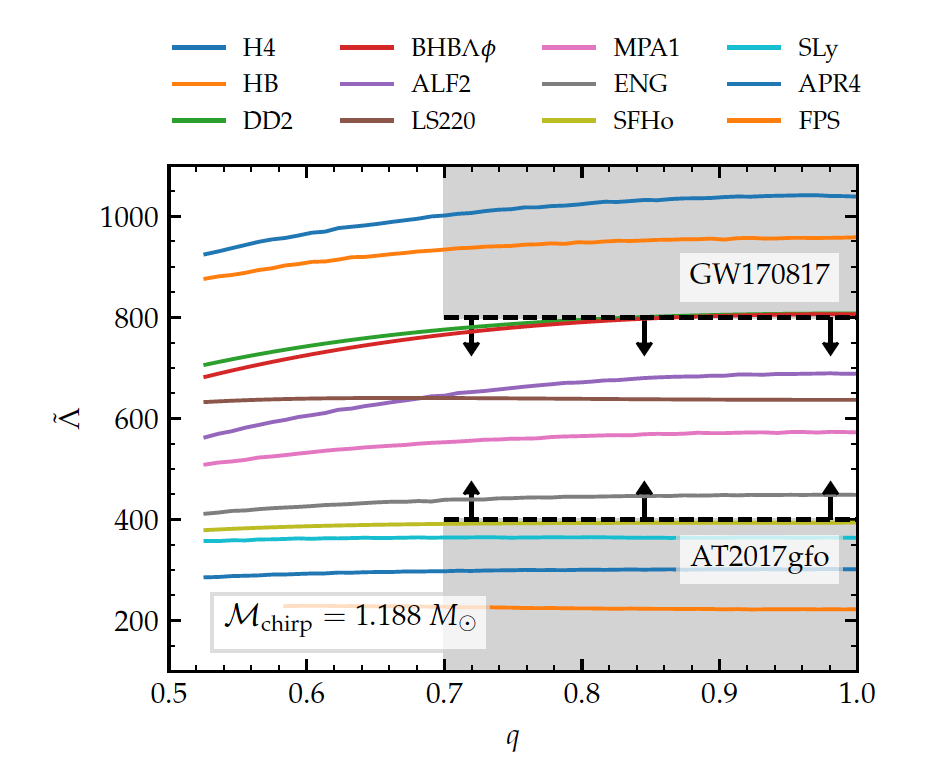 H4 BHBΛϕ MPA1 SLy
HB ALF2 ENG APR4
DD2 LS220 SFHo FPS
1000
GW170817
800
Λ̃
600
400
AT2017gfo
200
ℳchirp = 1.188 M⊙
0.5 0.6 0.7 0.8 0.9 1.0
q